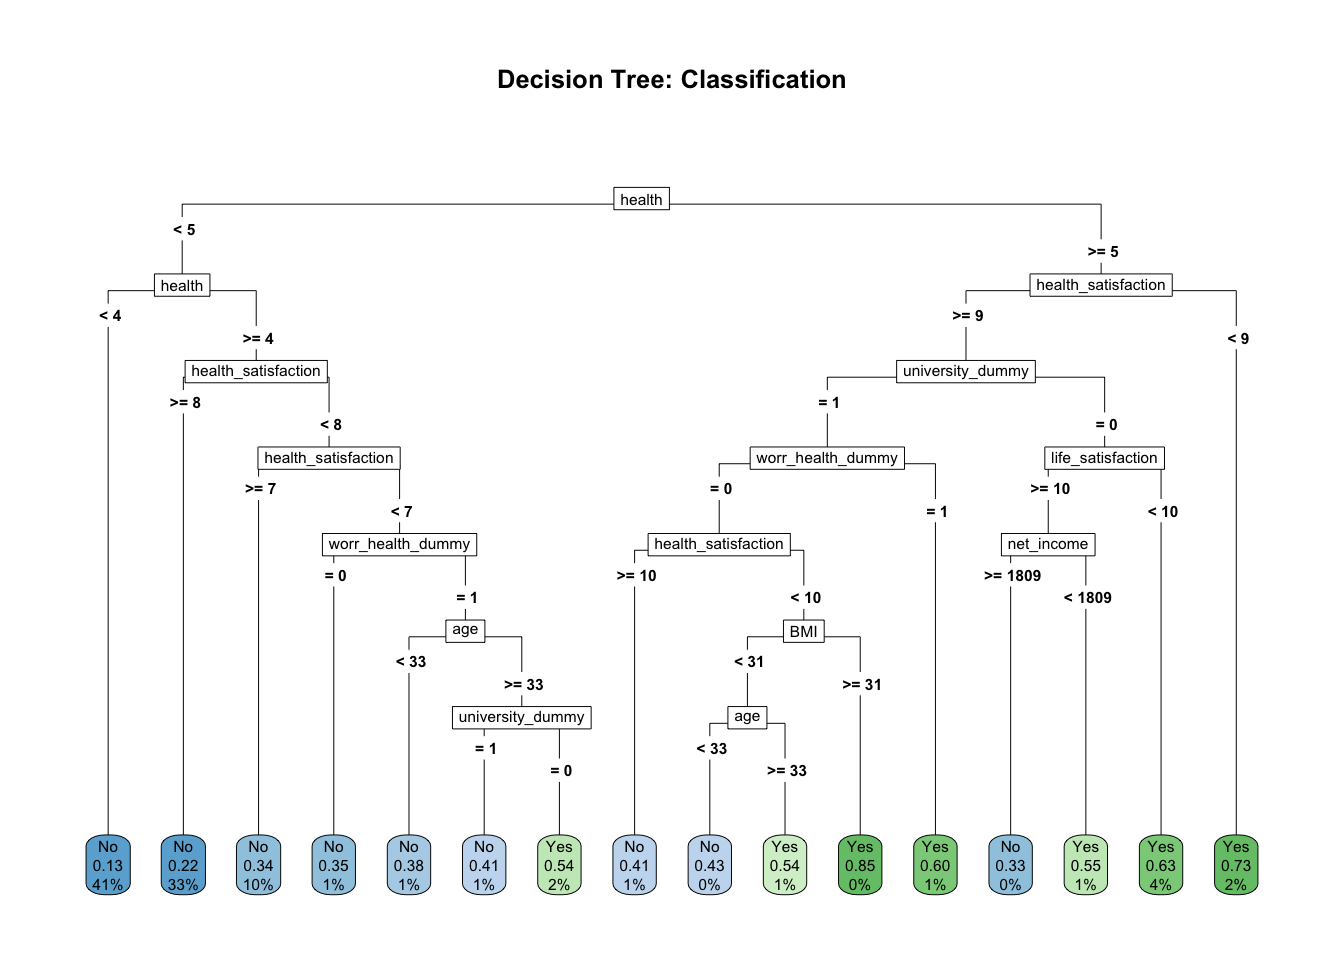 Decision Tree: Classification
health
< 5
>= 5
health
health_satisfaction
< 4
>= 9
>= 4
< 9
health_satisfaction
university_dummy
>= 8
= 1
< 8
= 0
health_satisfaction
worr_health_dummy
life_satisfaction
>= 7
= 0
>= 10
< 7
= 1
< 10
worr_health_dummy
health_satisfaction
net_income
= 0
>= 10
>= 1809
= 1
< 10
< 1809
age
BMI
< 33
< 31
>= 33
>= 31
university_dummy
age
= 1
< 33
= 0
>= 33
No No No No No No Yes No No Yes Yes Yes No Yes Yes Yes
0.13 0.22 0.34 0.35 0.38 0.41 0.54 0.41 0.43 0.54 0.85 0.60 0.33 0.55 0.63 0.73
41% 33% 10% 1% 1% 1% 2% 1% 0% 1% 0% 1% 0% 1% 4% 2%